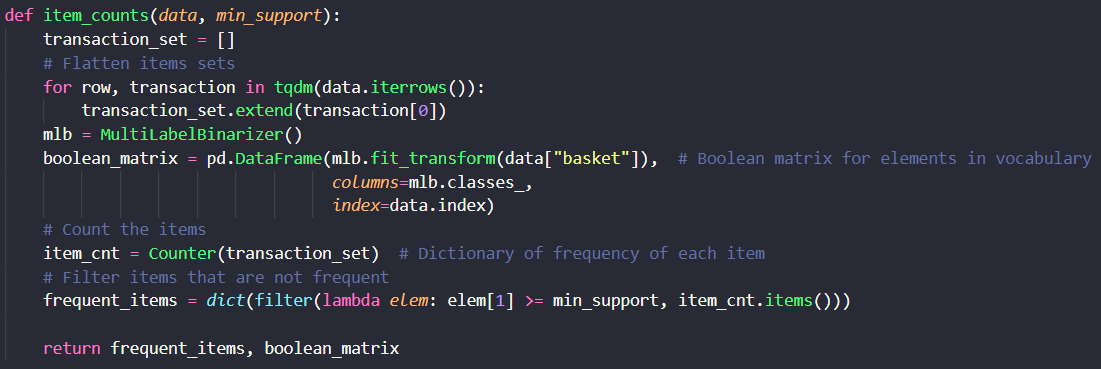 def item_counts(data, min_support):
    transaction_set = []
    # Flatten items sets
    for row, transaction in tqdm(data.iterrows()):
        transaction_set.extend(transaction[0])
    mlb = MultiLabelBinarizer()
    boolean_matrix = pd.DataFrame(mlb.fit_transform(data["basket"]),  # Boolean matrix for elements in vocabulary
                                  columns=mlb.classes_,
                                  index=data.index)
    # Count the items
    item_cnt = Counter(transaction_set)  # Dictionary of frequency of each item
    # Filter items that are not frequent
    frequent_items = dict(filter(lambda elem: elem[1] >= min_support, item_cnt.items()))

    return frequent_items, boolean_matrix